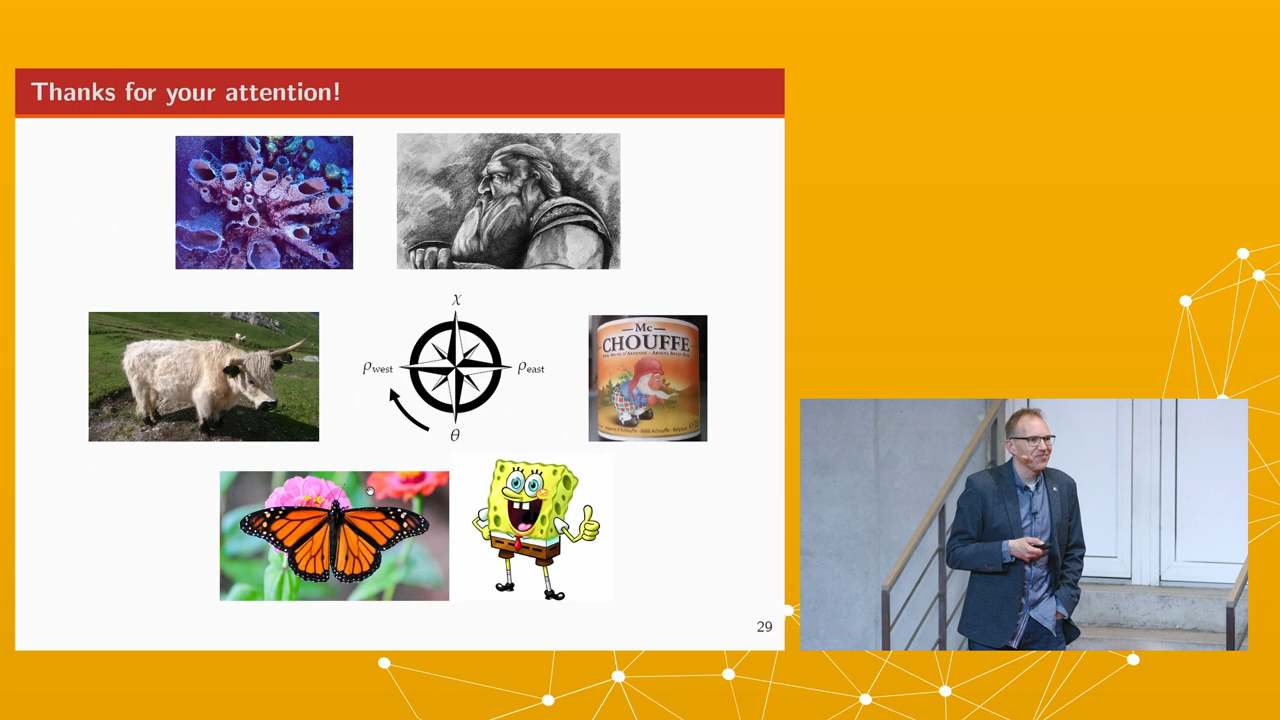 Thanks for your attention!
χ
ρwest
ρeast
θ
Mc
CHOUFFE
29